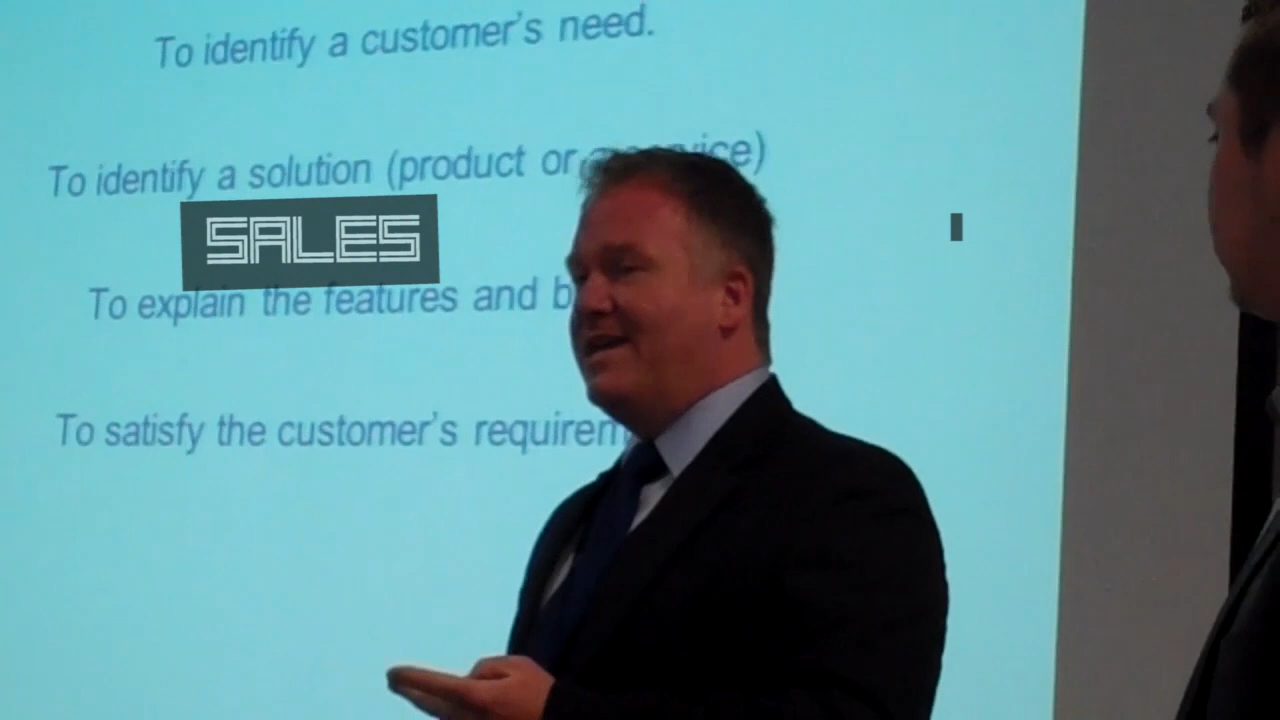 To identify a customer's need.
To identify a solution (product or
SALES
To explain the features and
To satisfy the customer's